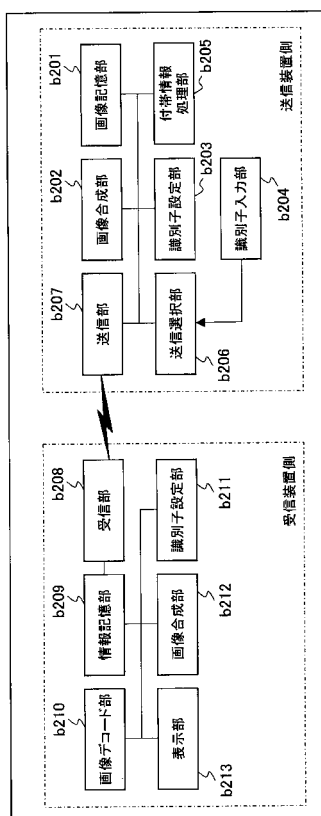 b210
画像デコード部
b209
情報記憶部
b208
受信部
表示部
b213
画像合成部
b212
識別子設定部
b211
受信装置側
b207
送信部
b202
画像合成部
b201
画像記憶部
送信選択部
b206
識別子設定部
b203
付帯情報
処理部
b205
識別子入力部
b204
送信装置側